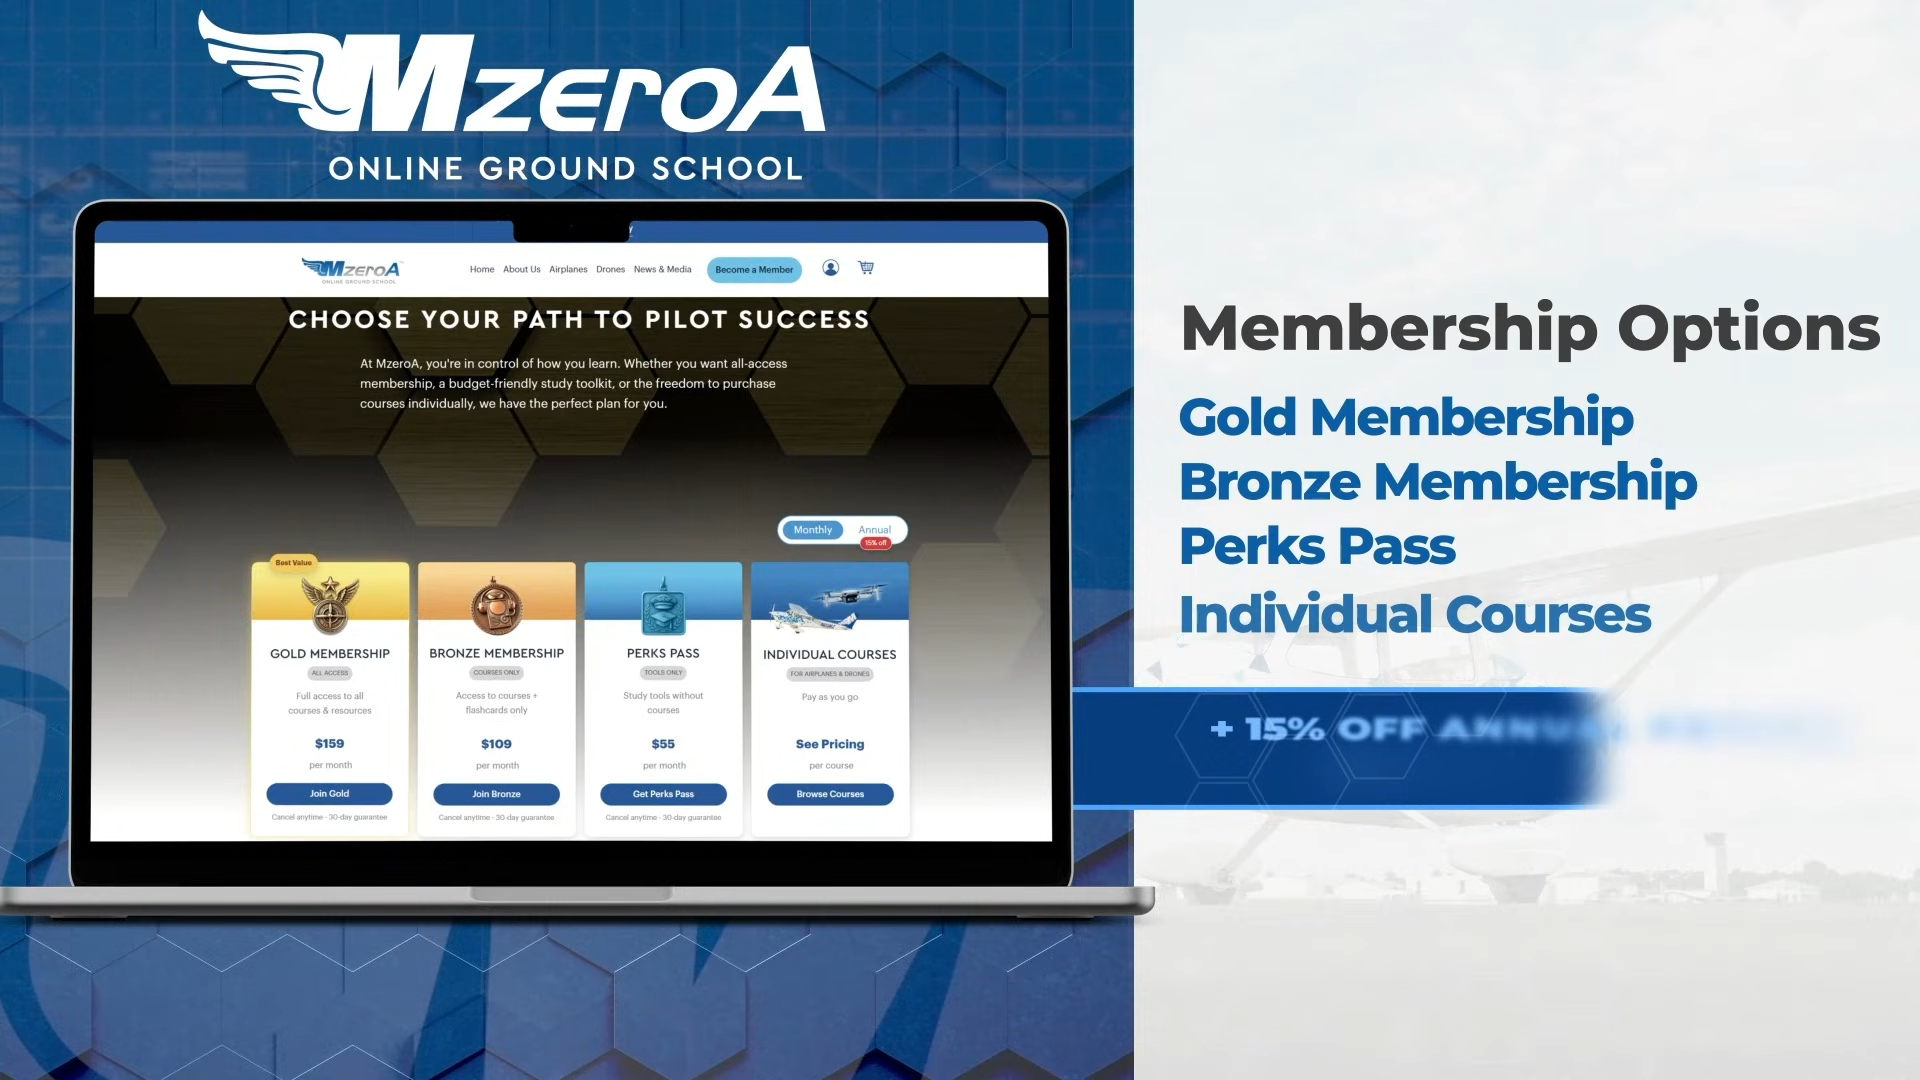 MzeroA
ONLINE GROUND SCHOOL
MzeroA
ONLINE GROUND SCHOOL
Home About Us Airplanes Drones News & Media Become a Member
CHOOSE YOUR PATH TO PILOT SUCCESS
At MzeroA, you're in control of how you learn. Whether you want all-access
membership, a budget-friendly study toolkit, or the freedom to purchase
courses individually, we have the perfect plan for you.
Monthly Annual
15% off
Best Value
GOLD MEMBERSHIP
ALL ACCESS
Full access to all
courses & resources
$159
per month
Join Gold
Cancel anytime - 30-day guarantee
BRONZE MEMBERSHIP
COURSES ONLY
Access to courses +
flashcards only
$109
per month
Join Bronze
Cancel anytime - 30-day guarantee
PERKS PASS
TOOLS ONLY
Study tools without
courses
$55
per month
Get Perks Pass
Cancel anytime - 30-day guarantee
INDIVIDUAL COURSES
FOR AIRPLANES & DRONES
Pay as you go
See Pricing
per course
Browse Courses
Membership Options
Gold Membership
Bronze Membership
Perks Pass
Individual Courses
+ 15% OFF ANNUAL